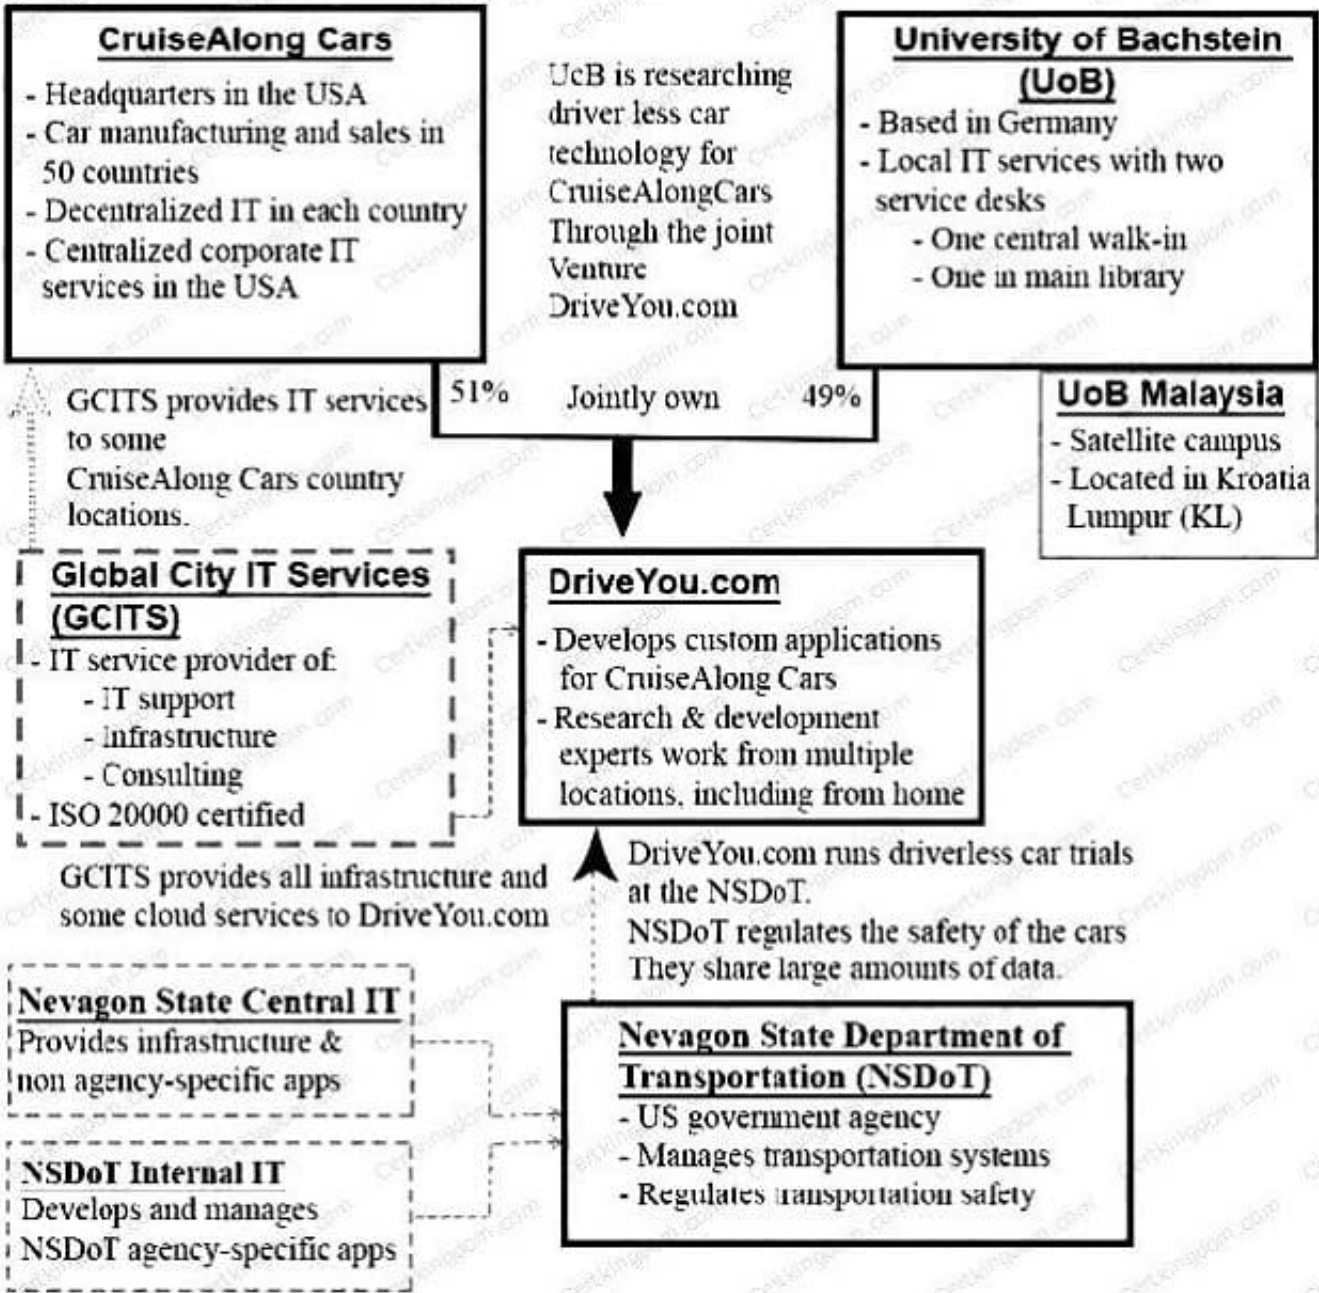 CruiseAlong Cars
- Headquarters in the USA
- Car manufacturing and sales in
50 countries
- Decentralized IT in each country
- Centralized corporate IT
services in the USA
UcB is researching
driver less car
technology for
CruiseAlongCars
Through the joint
Venture
DriveYou.com
University of Bachstein
(UoB)
- Based in Germany
- Local IT services with two
service desks
- One central walk-in
- One in main library
51% Jointly own 49%
GCITS provides IT services
to some
CruiseAlong Cars country
locations.
UoB Malaysia
- Satellite campus
- Located in Kroatia
Lumpur (KL)
Global City IT Services
(GCITS)
- IT service provider of:
- IT support
- Infrastructure
- Consulting
- ISO 20000 certified
DriveYou.com
- Develops custom applications
for CruiseAlong Cars
- Research & development
experts work from multiple
locations, including from home
GCITS provides all infrastructure and
some cloud services to DriveYou.com
DriveYou.com runs driverless car trials
at the NSDoT.
NSDoT regulates the safety of the cars
They share large amounts of data.
Nevagon State Central IT
Provides infrastructure &
non agency-specific apps
NSDoT Internal IT
Develops and manages
NSDoT agency-specific apps
Nevagon State Department of
Transportation (NSDoT)
- US government agency
- Manages transportation systems
- Regulates transportation safety
Certkingdom.com